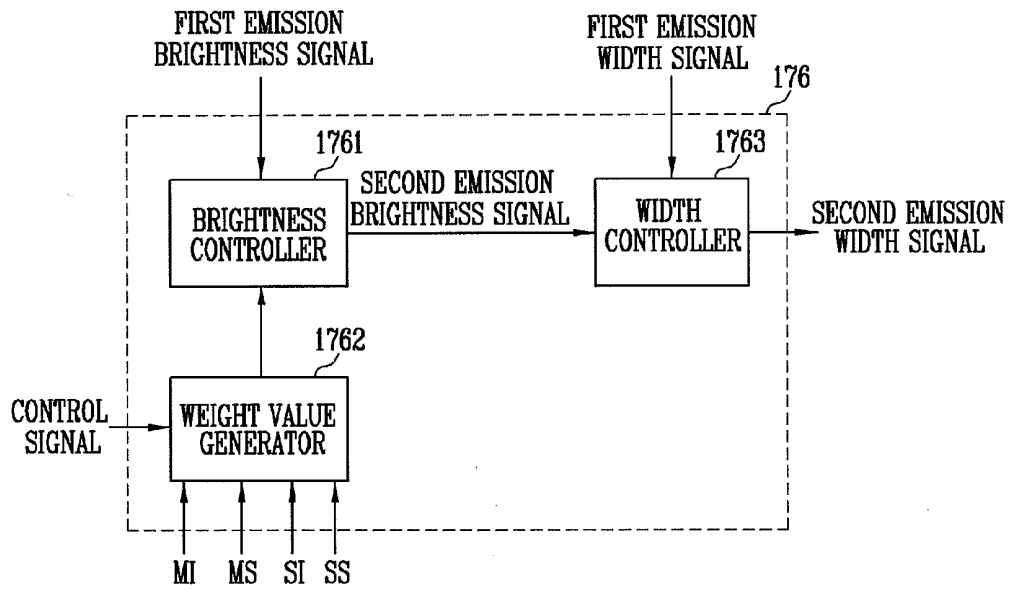 FIRST EMISSION
BRIGHTNESS SIGNAL
FIRST EMISSION
WIDTH SIGNAL
176
1761
1763
BRIGHTNESS
CONTROLLER
SECOND EMISSION
BRIGHTNESS SIGNAL
WIDTH
CONTROLLER
SECOND EMISSION
WIDTH SIGNAL
1762
CONTROL
SIGNAL
WEIGHT VALUE
GENERATOR
MI MS SI SS